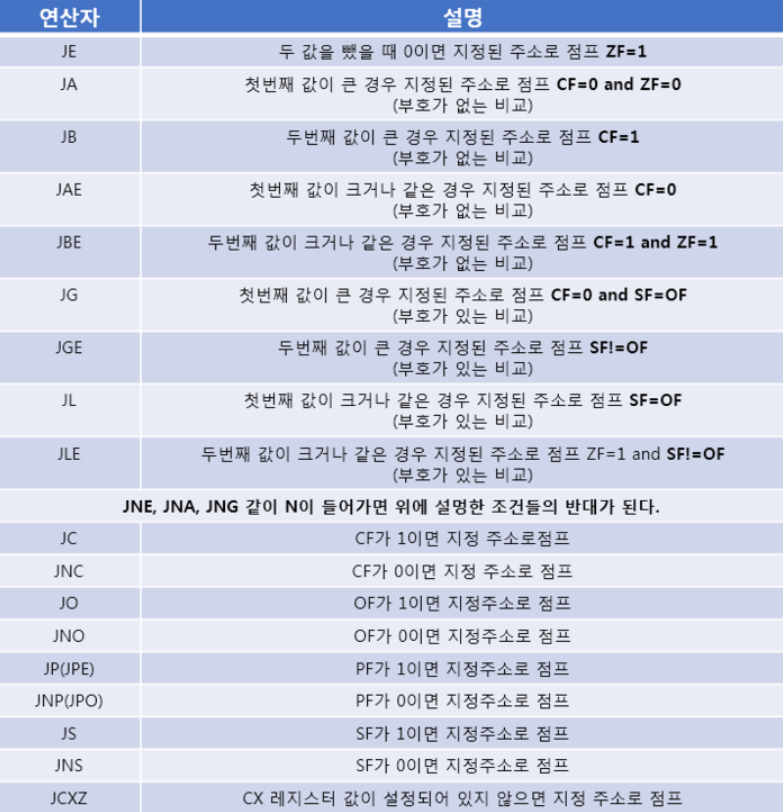 연산자 설명
JE 두 값을 뺐을 때 0이면 지정된 주소로 점프 ZF=1
JA 첫번째 값이 큰 경우 지정된 주소로 점프 CF=0 and ZF=0
(부호가 없는 비교)
JB 두번째 값이 큰 경우 지정된 주소로 점프 CF=1
(부호가 없는 비교)
JAE 첫번째 값이 크거나 같은 경우 지정된 주소로 점프 CF=0
(부호가 없는 비교)
JBE 두번째 값이 크거나 같은 경우 지정된 주소로 점프 CF=1 and ZF=1
(부호가 없는 비교)
JG 첫번째 값이 큰 경우 지정된 주소로 점프 CF=0 and SF=OF
(부호가 있는 비교)
JGE 두번째 값이 큰 경우 지정된 주소로 점프 SF!=OF
(부호가 있는 비교)
JL 첫번째 값이 크거나 같은 경우 지정된 주소로 점프 SF=OF
(부호가 있는 비교)
JLE 두번째 값이 크거나 같은 경우 지정된 주소로 점프 ZF=1 and SF!=OF
(부호가 있는 비교)
JNE, JNA, JNG 같이 N이 들어가면 위에 설명한 조건들의 반대가 된다.
JC CF가 1이면 지정 주소로점프
JNC CF가 0이면 지정 주소로 점프
JO OF가 1이면 지정주소로 점프
JNO OF가 0이면 지정주소로 점프
JP(JPE) PF가 1이면 지정주소로 점프
JNP(JPO) PF가 0이면 지정주소로 점프
JS SF가 1이면 지정주소로 점프
JNS SF가 0이면 지정주소로 점프
JCXZ CX 레지스터 값이 설정되어 있지 않으면 지정 주소로 점프